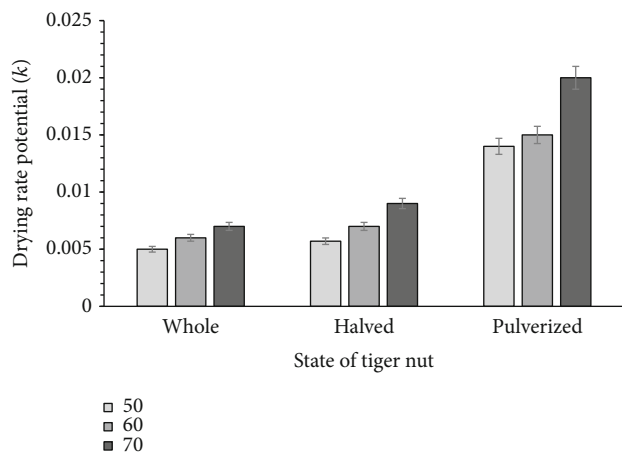 Drying rate potential (k)
0.025
0.02
0.015
0.01
0.005
0
Whole
Halved
Pulverized
State of tiger nut
50
60
70